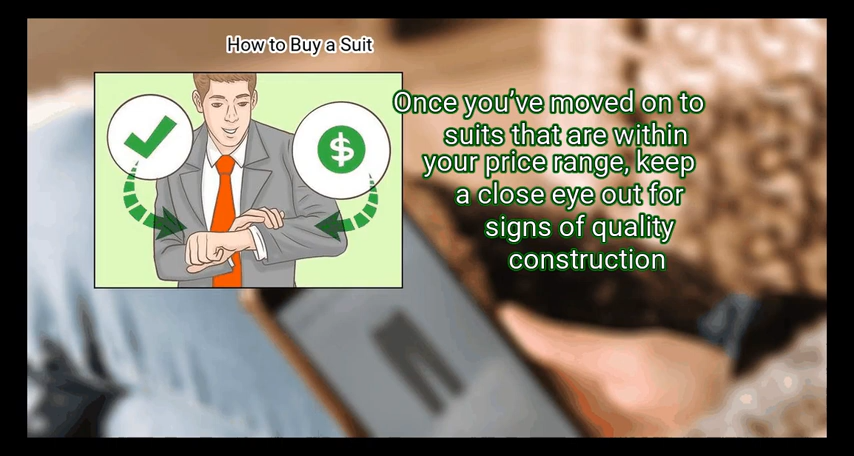 How to Buy a Suit
Once you've moved on to
suits that are within
your price range, keep
a close eye out for
signs of quality
construction
$